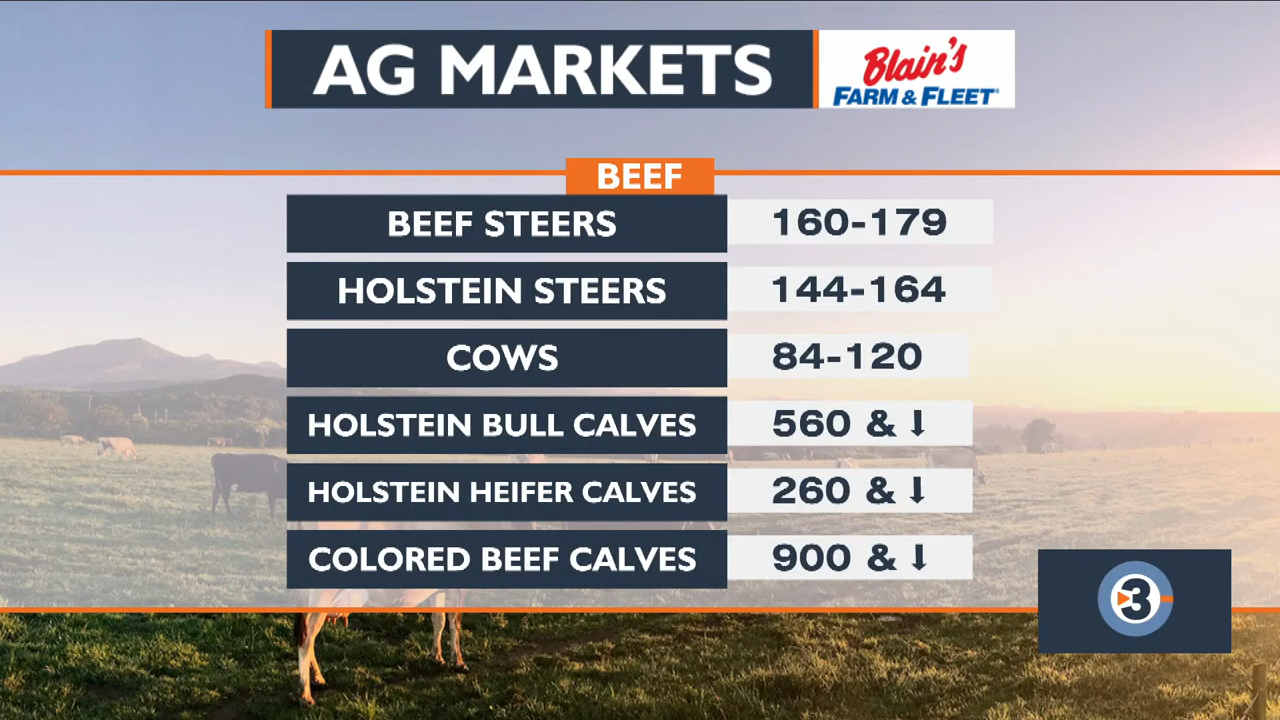 AG MARKETS
Blain's
FARM & FLEET
BEEF
BEEF STEERS 160-179
HOLSTEIN STEERS 144-164
COWS 84-120
HOLSTEIN BULL CALVES 560 & ↓
HOLSTEIN HEIFER CALVES 260 & ↓
COLORED BEEF CALVES 900 & ↓
3